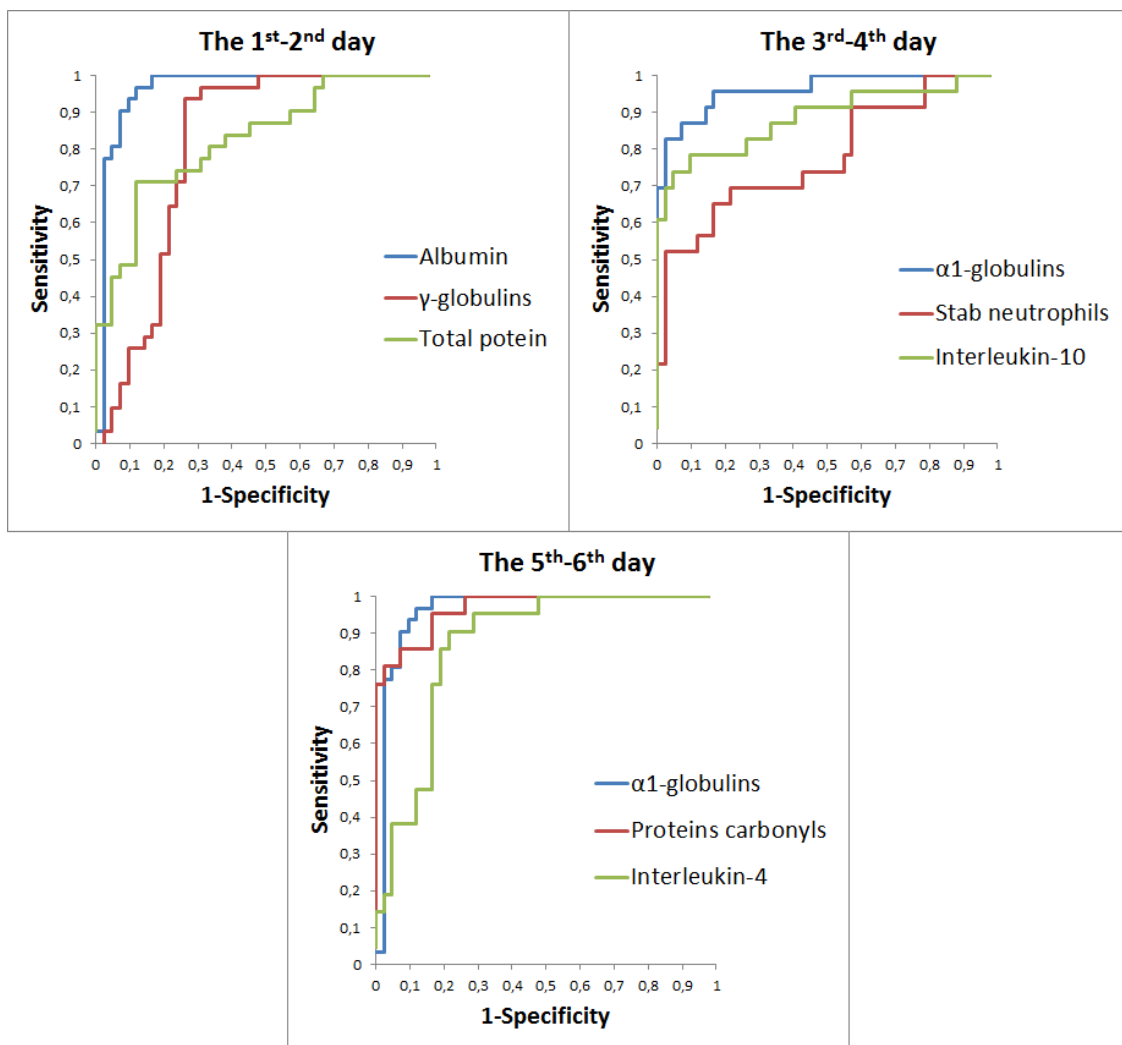 The 1st-2nd day
1
0,9
0,8
0,7
0,6
0,5
0,4
0,3
0,2
0,1
0
Sensitivity
Albumin
γ-globulins
Total potein
0 0,1 0,2 0,3 0,4 0,5 0,6 0,7 0,8 0,9 1
1-Specificity
The 3rd-4th day
1
0,9
0,8
0,7
0,6
0,5
0,4
0,3
0,2
0,1
0
Sensitivity
α1-globulins
Stab neutrophils
Interleukin-10
0 0,1 0,2 0,3 0,4 0,5 0,6 0,7 0,8 0,9 1
1-Specificity
The 5th-6th day
1
0,9
0,8
0,7
0,6
0,5
0,4
0,3
0,2
0,1
0
Sensitivity
α1-globulins
Proteins carbonyls
Interleukin-4
0 0,1 0,2 0,3 0,4 0,5 0,6 0,7 0,8 0,9 1
1-Specificity